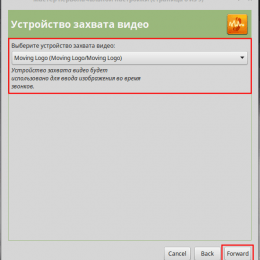 Устройство захвата видео
Выберите устройство захвата видео:
Moving Logo (Moving Logo/Moving Logo)
Устройство захвата видео будет
использовано для ввода изображения во время
звонков.
Cancel
Back
Forward